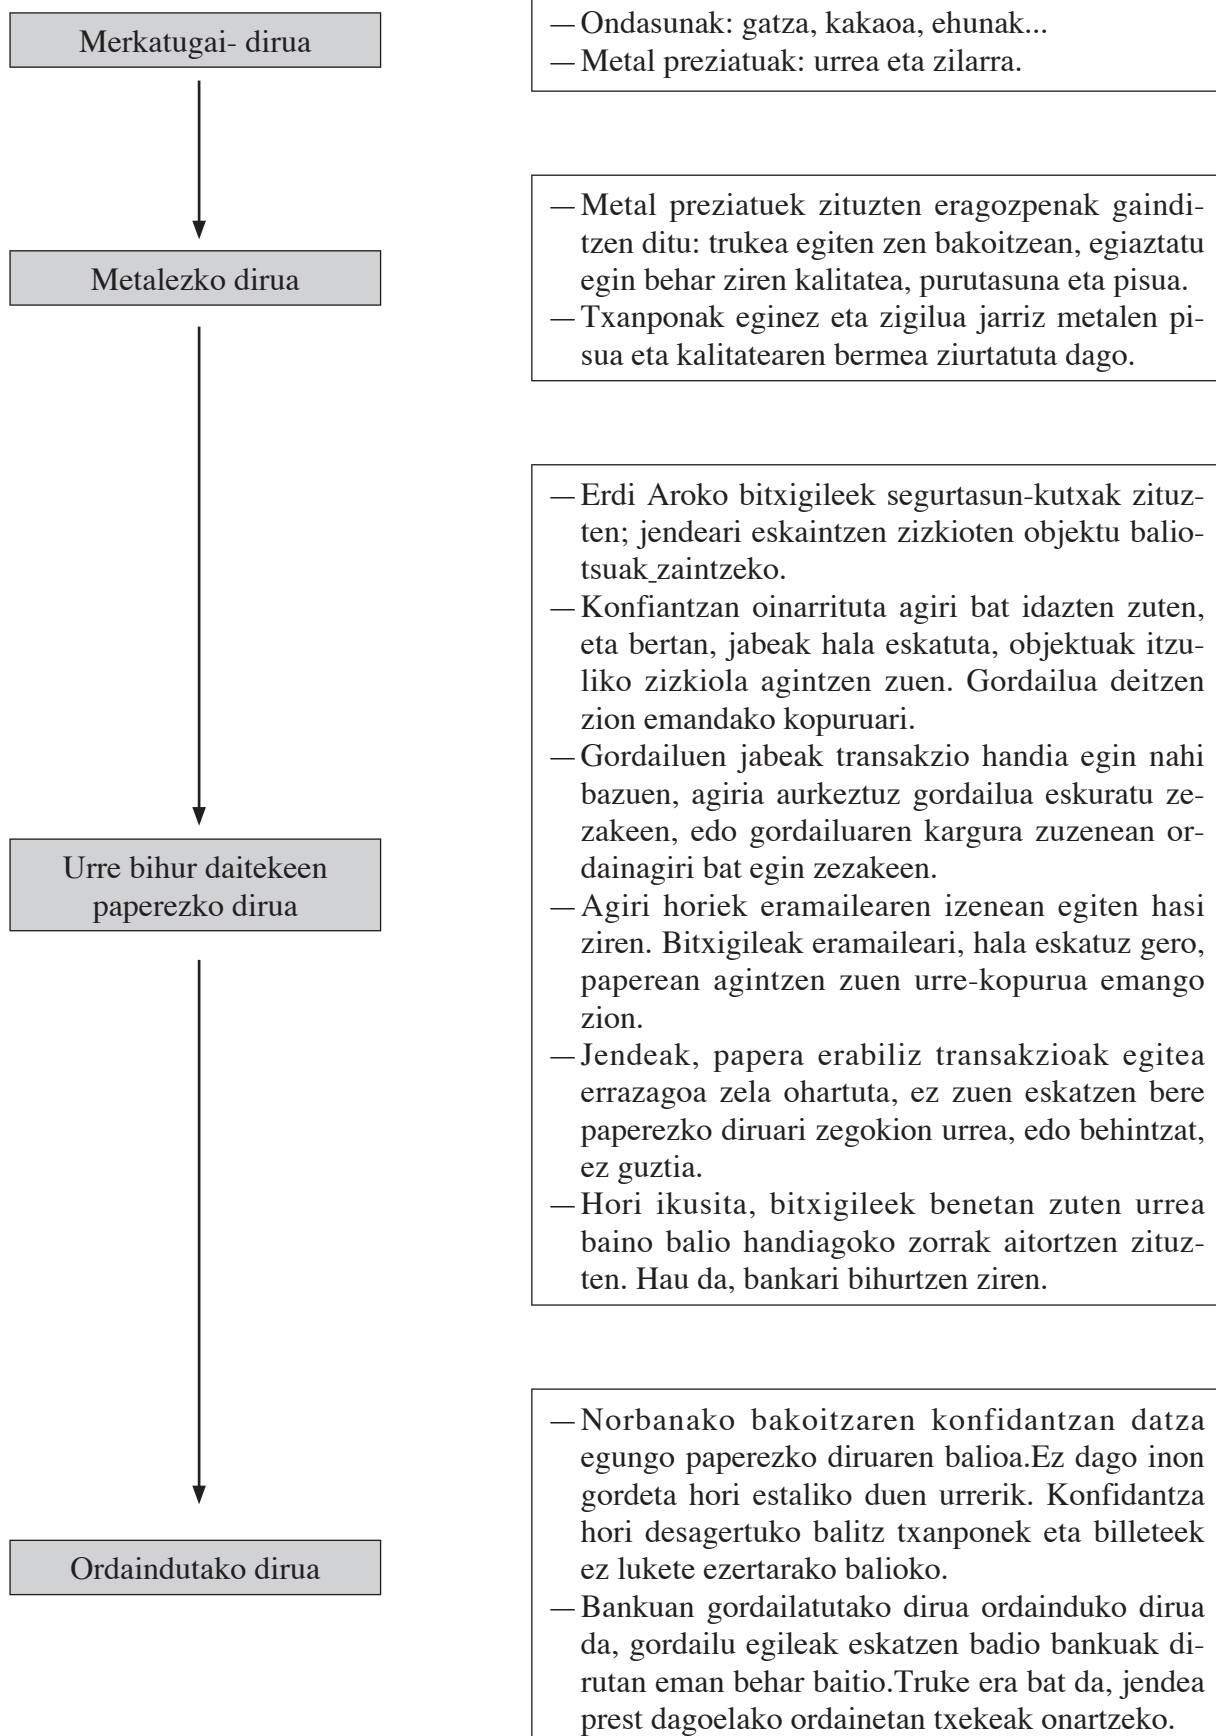 Merkatugai- dirua
— Ondasunak: gatza, kakaoa, ehunak...
— Metal preziatuak: urrea eta zilarra.
Metalezko dirua
— Metal preziatuek zituzten eragozpenak gaindi-
tzen ditu: trukea egiten zen bakoitzean, egiaztatu
egin behar ziren kalitatea, purutasuna eta pisua.
— Txanponak eginez eta zigilua jarriz metalen pi-
sua eta kalitatearen bermea ziurtatuta dago.
Urre bihur daitekeen
paperezko dirua
— Erdi Aroko bitxigileek segurtasun-kutxak zituz-
ten; jendeari eskaintzen zizkioten objektu balio-
tsuak zaintzeko.
— Konfiantzan oinarrituta agiri bat idazten zuten,
eta bertan, jabeak hala eskatuta, objektuak itzu-
liko zizkiola agintzen zuen. Gordailua deitzen
zion emandako kopuruari.
— Gordailuen jabeak transakzio handia egin nahi
bazuen, agiria aurkeztuz gordailua eskuratu ze-
zakeen, edo gordailuaren kargura zuzenean or-
dainagiri bat egin zezakeen.
— Agiri horiek eramailearen izenean egiten hasi
ziren. Bitxigileak eramaileari, hala eskatuz gero,
paperean agintzen zuen urre-kopurua emango
zion.
— Jendeak, papera erabiliz transakzioak egitea
errazagoa zela ohartuta, ez zuen eskatzen bere
paperezko diruari zegokion urrea, edo behintzat,
ez guztia.
— Hori ikusita, bitxigileek benetan zuten urrea
baino balio handiagoko zorrak aitortzen zituz-
ten. Hau da, bankari bihurtzen ziren.
Ordaindutako dirua
— Norbanako bakoitzaren konfidantzan datza
egungo paperezko diruaren balioa.Ez dago inon
gordeta hori estaliko duen urrerik. Konfidantza
hori desagertuko balitz txanponek eta billeteek
ez lukete ezertarako balioko.
— Bankuan gordailatutako dirua ordainduko dirua
da, gordailu egileak eskatzen badio bankuak di-
rutan eman behar baitio.Truke era bat da, jendea
prest dagoelako ordainetan txekeak onartzeko.